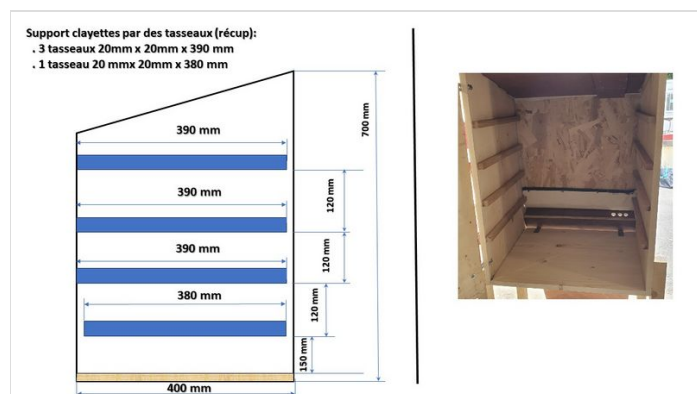 Support clayettes par des tasseaux (récup):
. 3 tasseaux 20mm x 20mm x 390 mm
. 1 tasseau 20 mmx 20mm x 380 mm
390 mm
700 mm
390 mm
120 mm
390 mm
120 mm
380 mm
120 mm
150 mm
400 mm